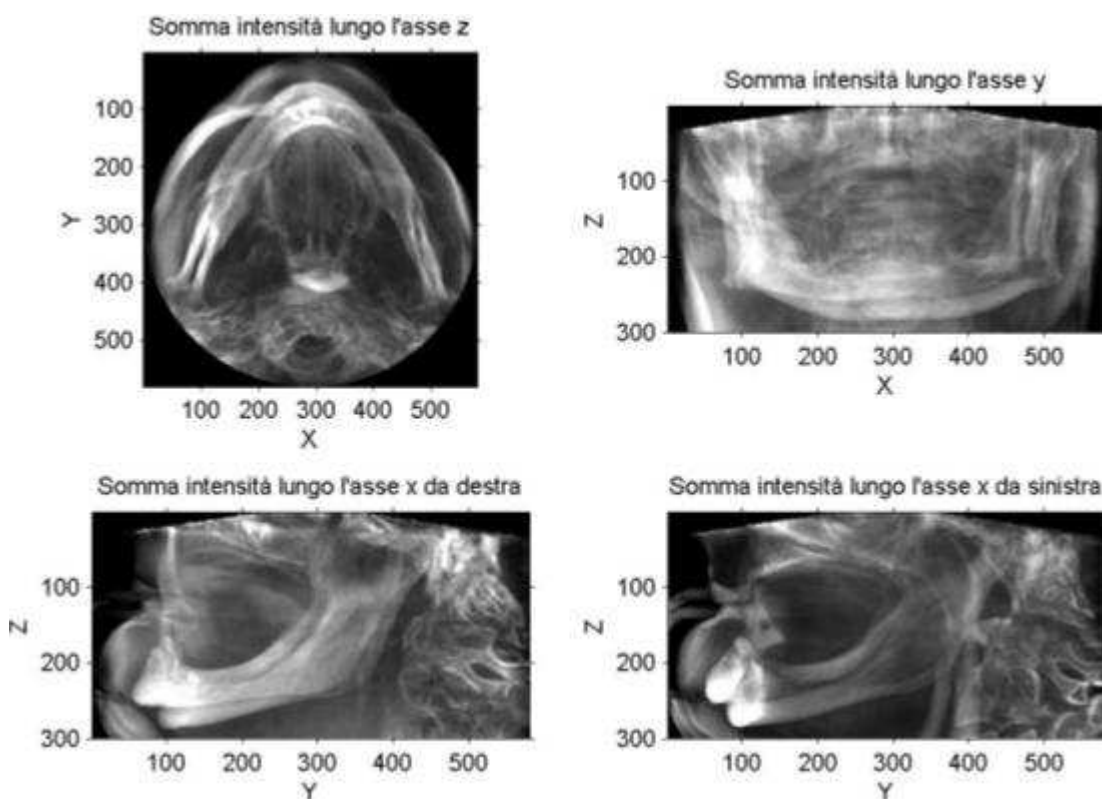 Somma intensità lungo l'asse z
100
200
300
400
500
Y
100 200 300 400 500
X
Somma intensità lungo l'asse y
100
200
300
Z
100 200 300 400 500
X
Somma intensità lungo l'asse x da destra
100
200
300
Z
100 200 300 400 500
Y
Somma intensità lungo l'asse x da sinistra
100
200
300
Z
100 200 300 400 500
Y